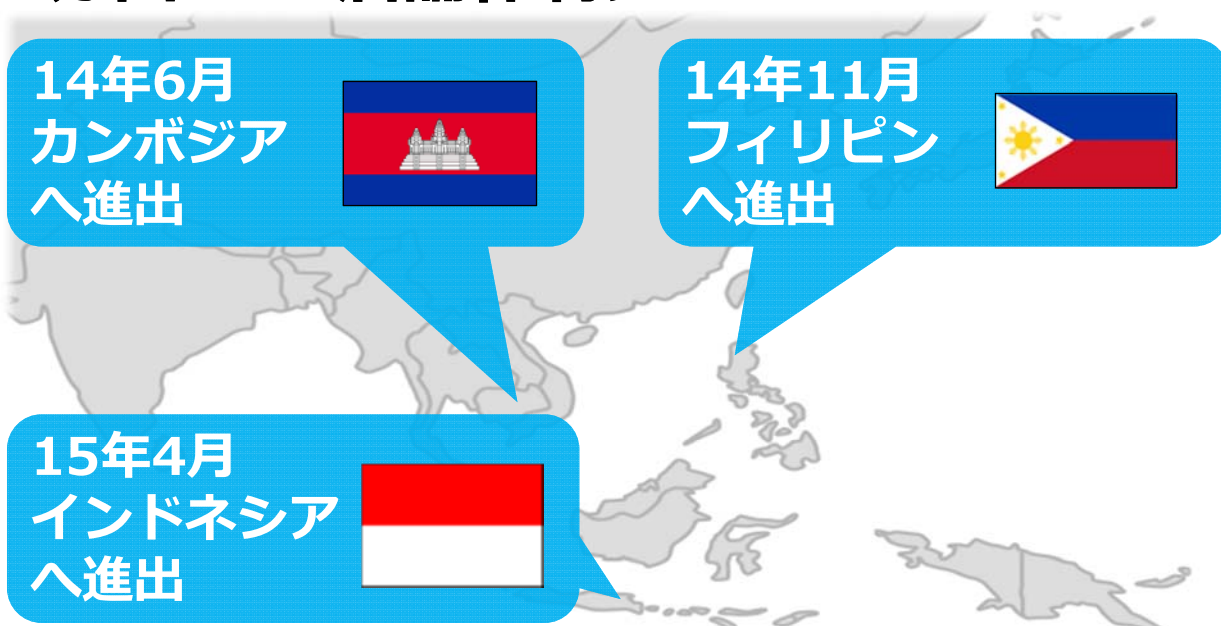 14年6月
カンボジア
へ進出
14年11月
フィリピン
へ進出
15年4月
インドネシア
へ進出